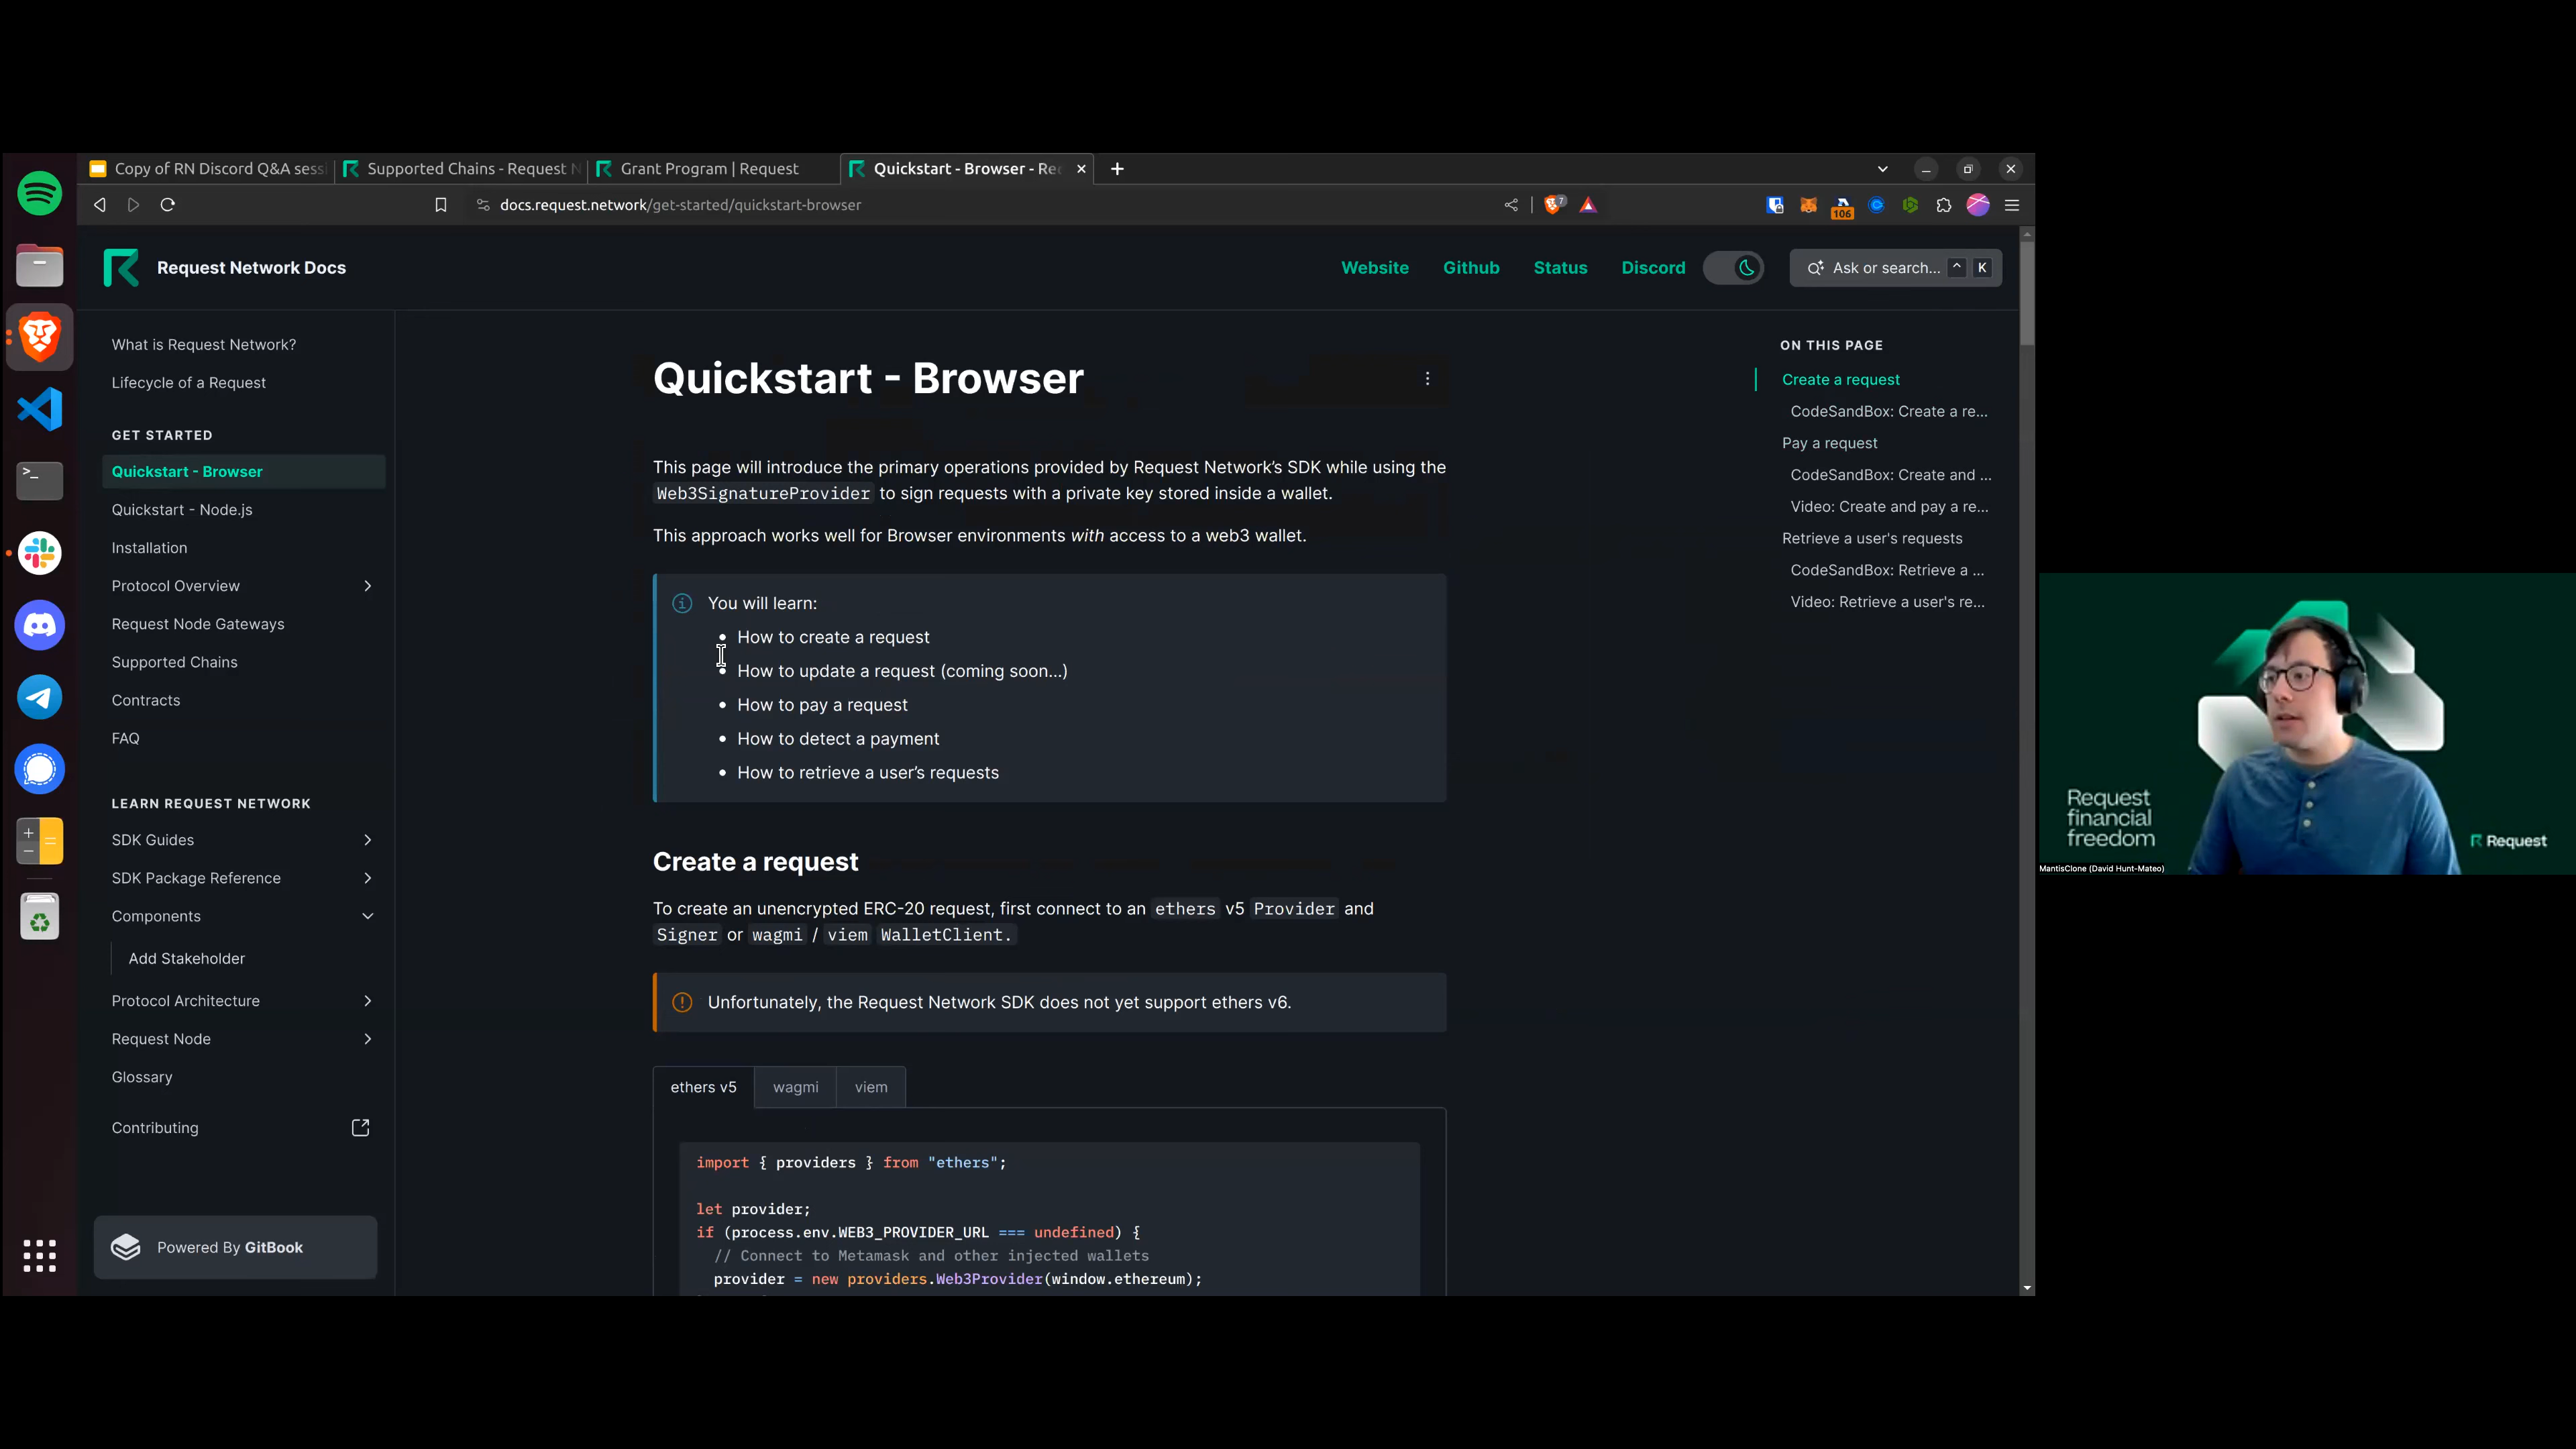 Copy of RN Discord Q&A sess
Supported Chains - Request N
Grant Program | Request
Quickstart - Browser - Re
docs.request.network/get-started/quickstart-browser
7
106
Request Network Docs
Website
Github
Status
Discord
Ask or search...
^
K
What is Request Network?
Lifecycle of a Request
GET STARTED
Quickstart - Browser
Quickstart - Node.js
Installation
Protocol Overview
Request Node Gateways
Supported Chains
Contracts
FAQ
LEARN REQUEST NETWORK
SDK Guides
SDK Package Reference
Components
Add Stakeholder
Protocol Architecture
Request Node
Glossary
Contributing
Powered By GitBook
Quickstart - Browser
This page will introduce the primary operations provided by Request Network’s SDK while using the
Web3SignatureProvider to sign requests with a private key stored inside a wallet.
This approach works well for Browser environments with access to a web3 wallet.
You will learn:
• How to create a request
• How to update a request (coming soon...)
• How to pay a request
• How to detect a payment
• How to retrieve a user’s requests
Create a request
To create an unencrypted ERC-20 request, first connect to an ethers v5 Provider and
Signer or wagmi / viem WalletClient.
Unfortunately, the Request Network SDK does not yet support ethers v6.
ethers v5
wagmi
viem
import { providers } from "ethers";
let provider;
if (process.env.WEB3_PROVIDER_URL === undefined) {
// Connect to Metamask and other injected wallets
provider = new providers.Web3Provider(window.ethereum);
ON THIS PAGE
Create a request
CodeSandBox: Create a re...
Pay a request
CodeSandBox: Create and ...
Video: Create and pay a re...
Retrieve a user's requests
CodeSandBox: Retrieve a ...
Video: Retrieve a user's re...
Request
financial
freedom
Request
MantisClone (David Hunt-Mateo)